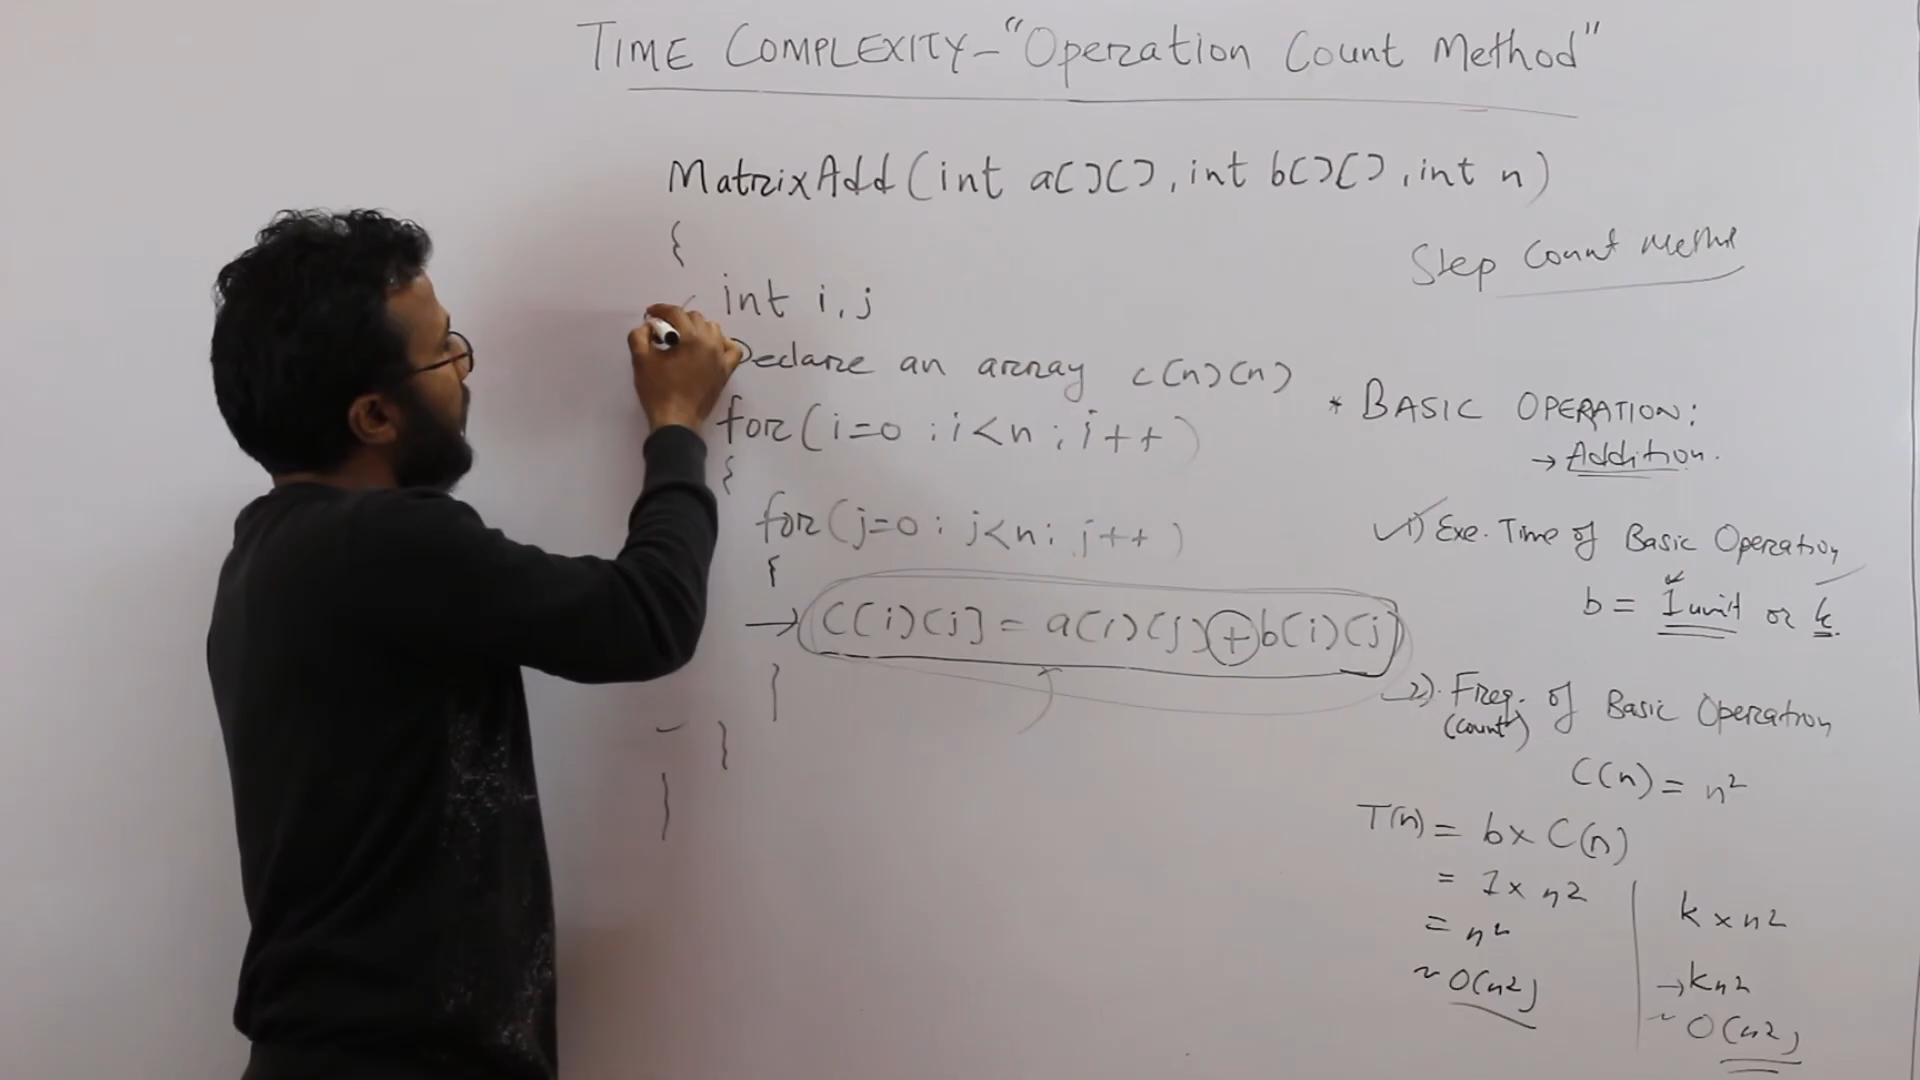 TIME COMPLEXITY - "Operation Count Method"
MatrixAdd (int a[][], int b[][], int n)
{
int i, j
Declare an array c[n][n]
for(i=0 ; i<n ; i++)
{
for(j=0 ; j<n ; j++)
{
→ C[i][j] = a[i][j] + b[i][j]
}
}
}
Step Count
* BASIC OPERATION:
→ Addition.
1) Exe. Time of Basic Operation
b = 1 unit or k.
2). Freq. of Basic Operation
(count)
C(n) = n²
T(n) = b x C(n)
= 1 x n²
= n²
~ O(n²)
k x n²
→ kn²
~ O(n²)